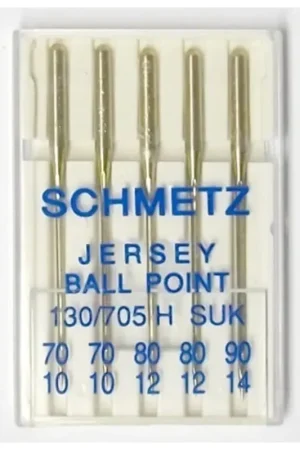 SCHMETZ
JERSEY
BALL POINT
130/705 H SUK
70 70 80 80 90
10 10 12 12 14